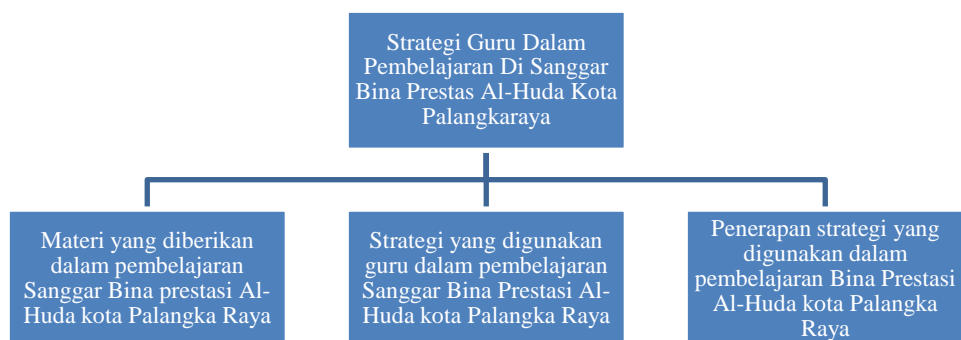 Strategi Guru Dalam
Pembelajaran Di Sanggar
Bina Prestas Al-Huda Kota
Palangkaraya
Materi yang diberikan
dalam pembelajaran
Sanggar Bina prestasi Al-
Huda kota Palangka Raya
Strategi yang digunakan
guru dalam pembelajaran
Sanggar Bina Prestasi Al-
Huda kota Palangka Raya
Penerapan strategi yang
digunakan dalam
pembelajaran Bina Prestasi
Al-Huda kota Palangka
Raya